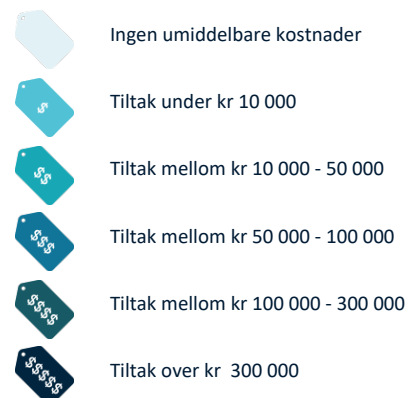 Ingen umiddelbare kostnader
$ Tiltak under kr 10 000
$$ Tiltak mellom kr 10 000 - 50 000
$$$ Tiltak mellom kr 50 000 - 100 000
$$$$ Tiltak mellom kr 100 000 - 300 000
$$$$$ Tiltak over kr  300 000